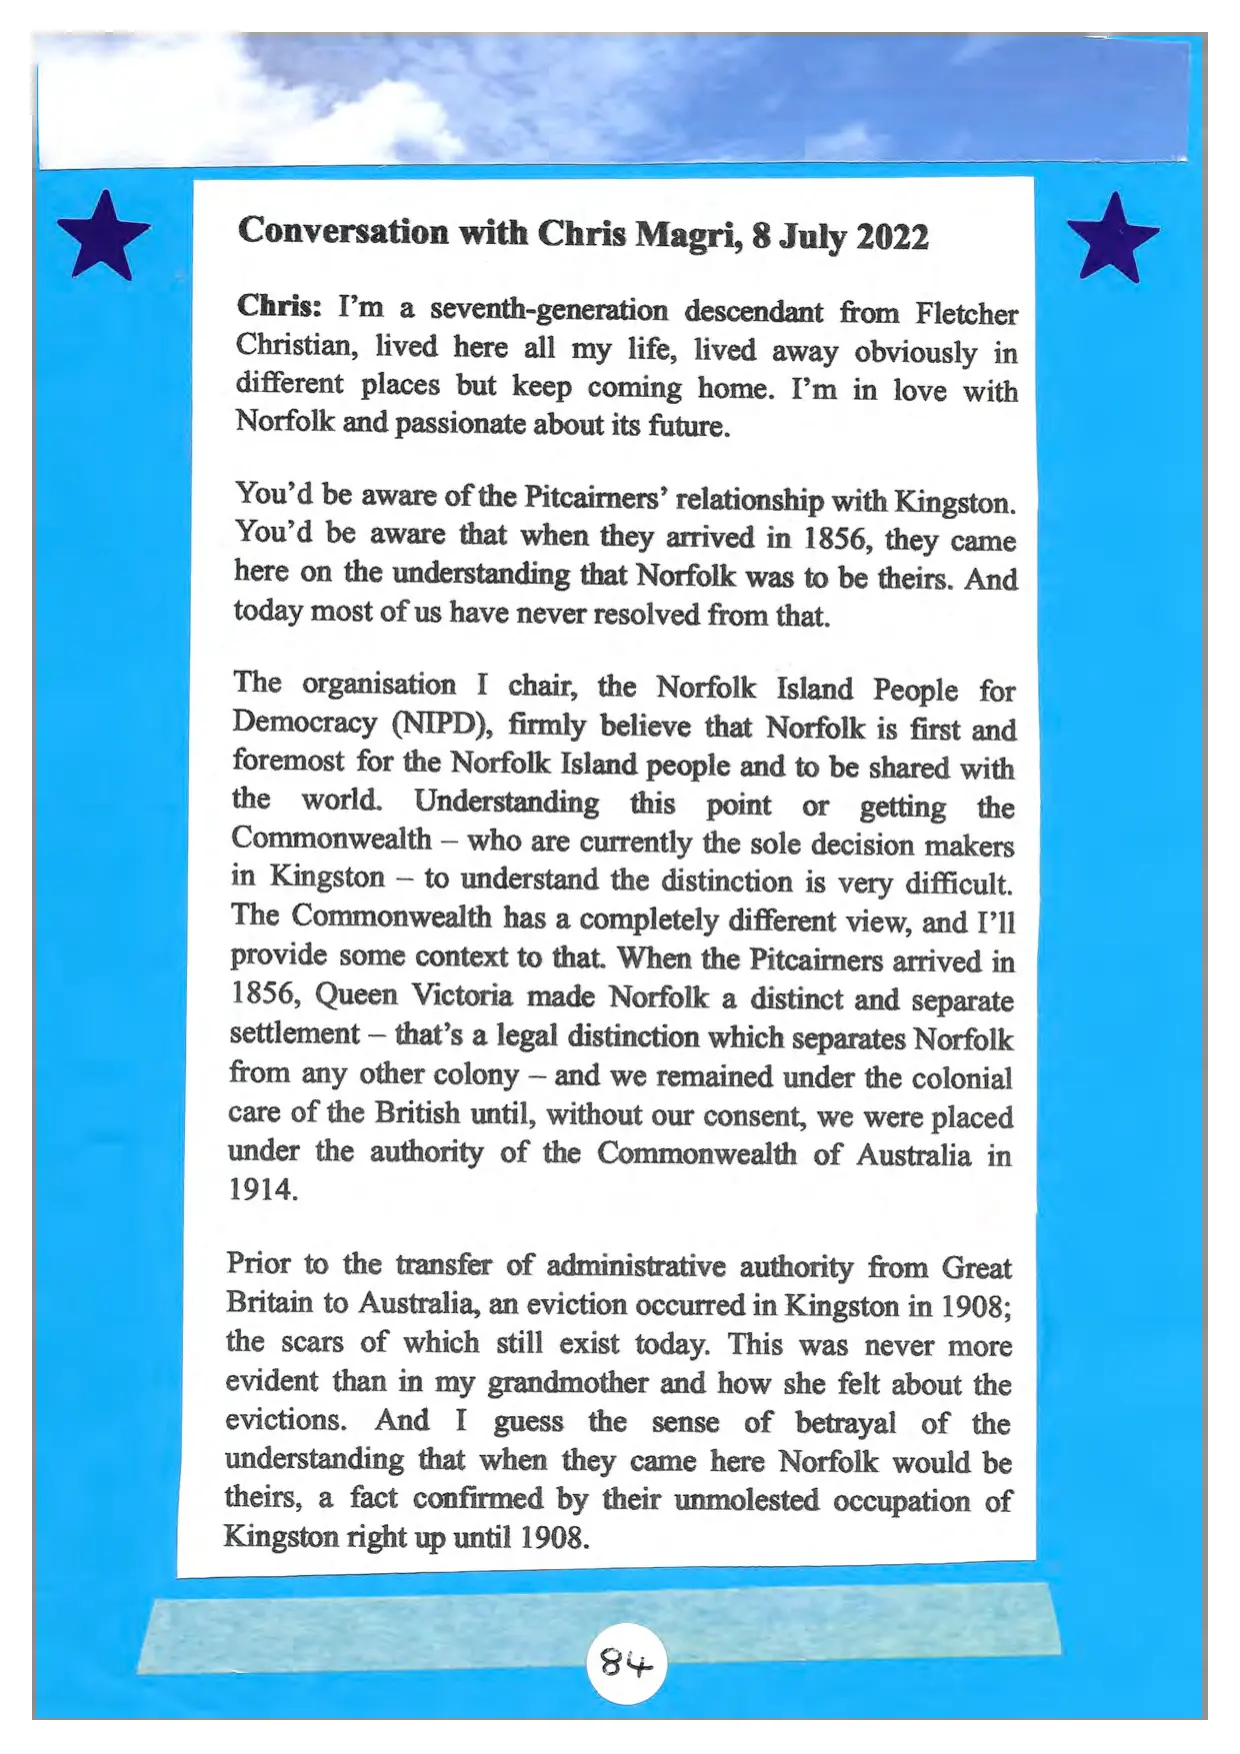 Conversation with Chris Magri, 8 July 2022
Chris: I'm a seventh-generation descendant from Fletcher
Christian, lived here all my life, lived away obviously in
different places but keep coming home. I'm in love with
Norfolk and passionate about its future.
You'd be aware of the Pitcairners' relationship with Kingston.
You'd be aware that when they arrived in 1856, they came
here on the understanding that Norfolk was to be theirs. And
today most of us have never resolved from that.
The organisation I chair, the Norfolk Island People for
Democracy (NIPD), firmly believe that Norfolk is first and
foremost for the Norfolk Island people and to be shared with
the world. Understanding this point or getting the
Commonwealth – who are currently the sole decision makers
in Kingston – to understand the distinction is very difficult.
The Commonwealth has a completely different view, and I'll
provide some context to that. When the Pitcairners arrived in
1856, Queen Victoria made Norfolk a distinct and separate
settlement – that's a legal distinction which separates Norfolk
from any other colony – and we remained under the colonial
care of the British until, without our consent, we were placed
under the authority of the Commonwealth of Australia in
1914.
Prior to the transfer of administrative authority from Great
Britain to Australia, an eviction occurred in Kingston in 1908;
the scars of which still exist today. This was never more
evident than in my grandmother and how she felt about the
evictions. And I guess the sense of betrayal of the
understanding that when they came here Norfolk would be
theirs, a fact confirmed by their unmolested occupation of
Kingston right up until 1908.
84